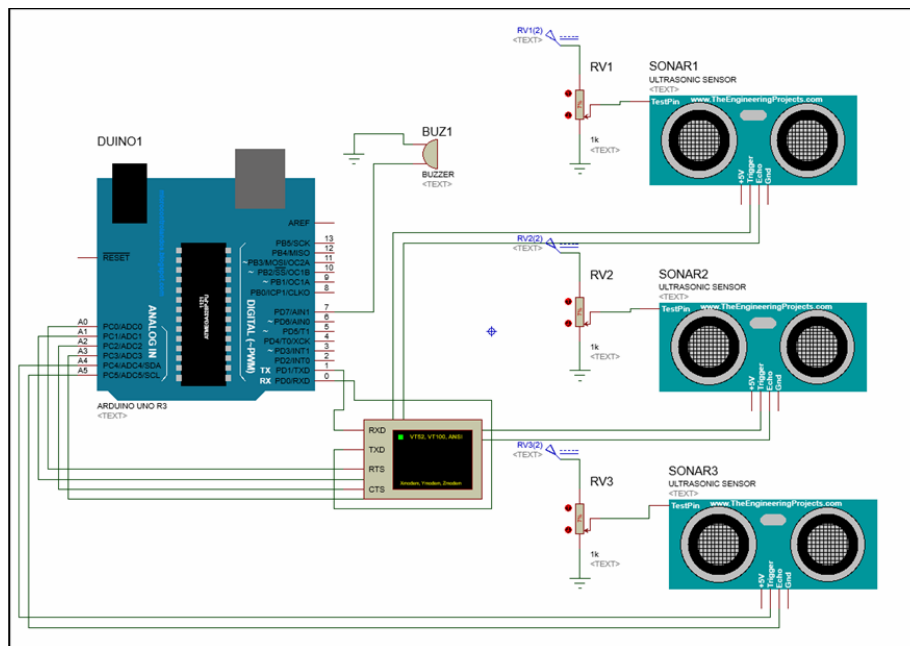 RV1(2)
<TEXT>
RV1
1k
<TEXT>
SONAR1
ULTRASONIC SENSOR
<TEXT>
TestPin
www.TheEngineeringProjects.com
+5V
Trigger
Echo
Gnd
DUINO1
BUZ1
BUZZER
<TEXT>
AREF
RESET
PB5/SCK
13
PB4/MISO
12
~PB3/MOSI/OC2A
11
~PB2/SS/OC1B
10
~PB1/OC1A
9
PB0/ICP1/CLKO
8
PD7/AIN1
7
~PD6/AIN0
6
~PD5/T1
5
PD4/T0/XCK
4
~PD3/INT1
3
PD2/INT0
2
TX PD1/TXD
1
RX PD0/RXD
0
DIGITAL (~PWM)
ANALOG IN
ATMEGA328P-PU
1121
A0
PC0/ADC0
A1
PC1/ADC1
A2
PC2/ADC2
A3
PC3/ADC3
A4
PC4/ADC4/SDA
A5
PC5/ADC5/SCL
ARDUINO UNO R3
<TEXT>
RV2(2)
<TEXT>
RV2
1k
<TEXT>
SONAR2
ULTRASONIC SENSOR
<TEXT>
TestPin
www.TheEngineeringProjects.com
+5V
Trigger
Echo
Gnd
RXD
TXD
RTS
CTS
VT52, VT100, ANSI
Xmodem, Ymodem, Zmodem
RV3(2)
<TEXT>
RV3
1k
<TEXT>
SONAR3
ULTRASONIC SENSOR
<TEXT>
TestPin
www.TheEngineeringProjects.com
+5V
Trigger
Echo
Gnd